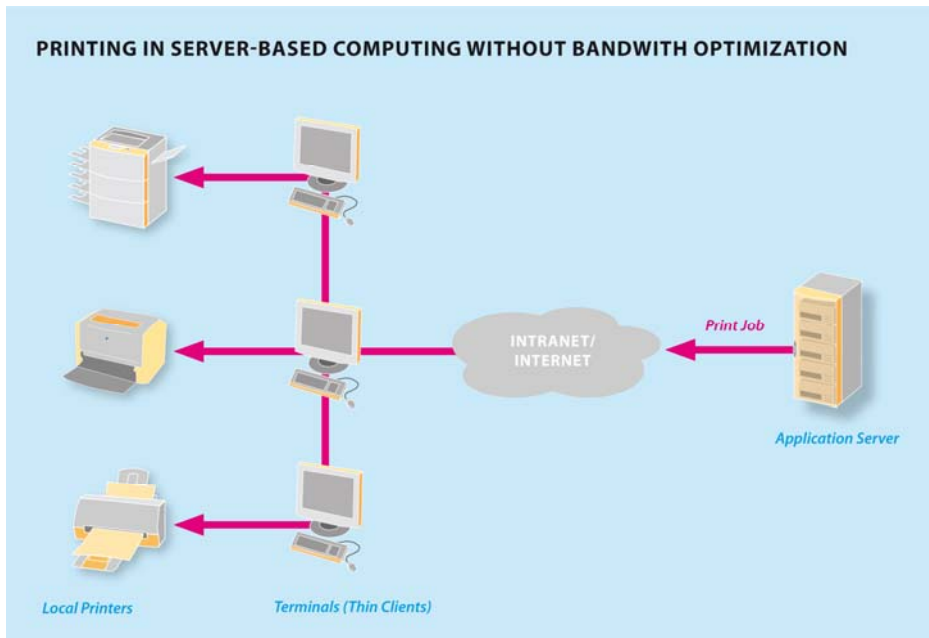 PRINTING IN SERVER-BASED COMPUTING WITHOUT BANDWITH OPTIMIZATION
Print Job
INTRANET/
INTERNET
Application Server
Local Printers
Terminals (Thin Clients)